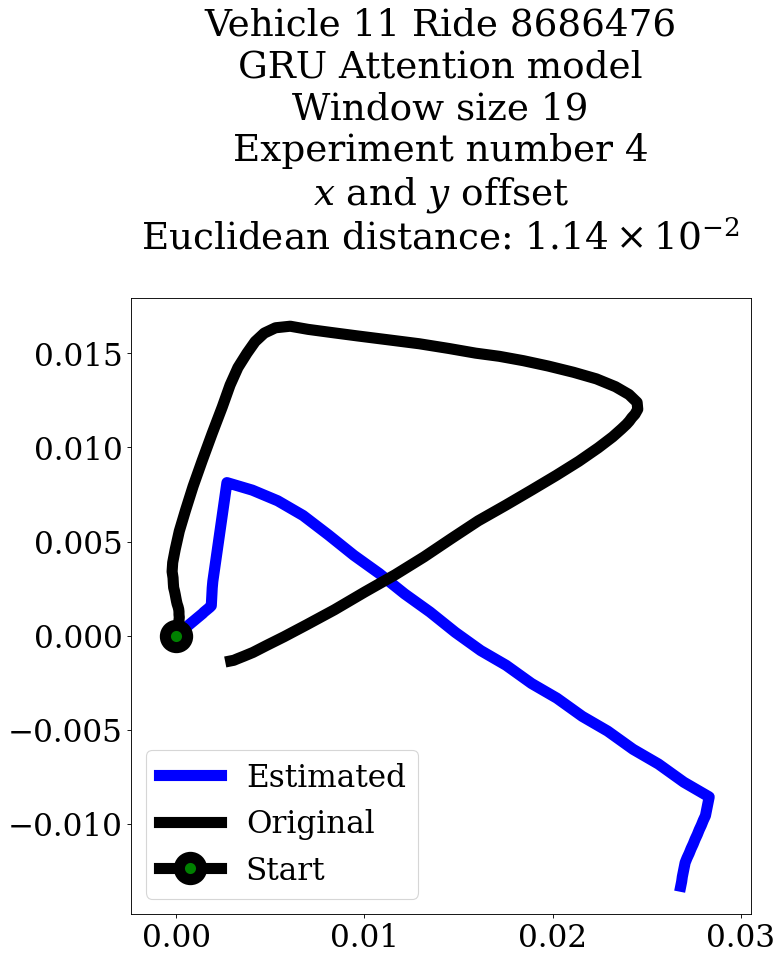 Vehicle 11 Ride 8686476
GRU Attention model
Window size 19
Experiment number 4
x and y offset
Euclidean distance: 1.14 × 10⁻²
0.015
0.010
0.005
0.000
−0.005
−0.010
Estimated
Original
Start
0.00 0.01 0.02 0.03